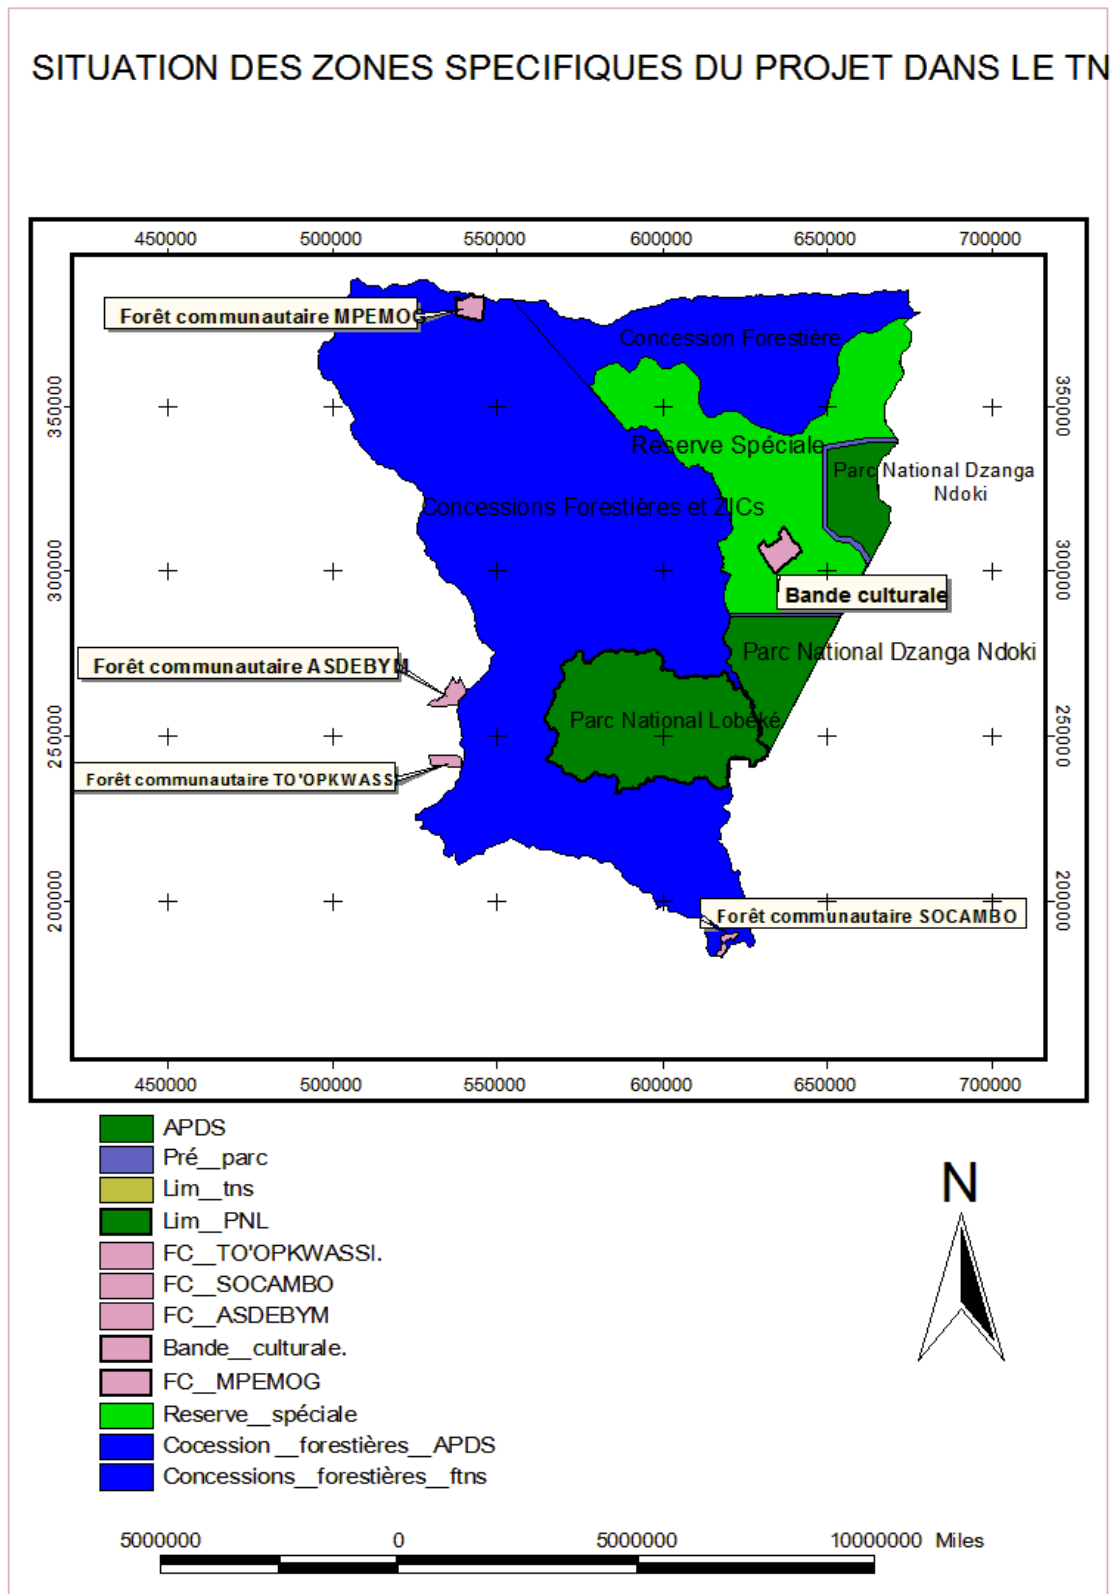 SITUATION DES ZONES SPECIFIQUES DU PROJET DANS LE TN
450000 500000 550000 600000 650000 700000
Forêt communautaire MPEMOG
Concession Forestière
350000
350000
Reserve Spéciale
Parc National Dzanga
Ndoki
Concessions Forestières et ZICs
300000
300000
Bande culturale
Forêt communautaire ASDEBYM
Parc National Dzanga Ndoki
Parc National Lobéké
250000
250000
Forêt communautaire TO'OPKWASS
200000
200000
Forêt communautaire SOCAMBO
450000 500000 550000 600000 650000 700000
APDS
Pré__parc
Lim__tns
Lim__PNL
FC__TO'OPKWASSI.
FC__SOCAMBO
FC__ASDEBYM
Bande__culturale.
FC__MPEMOG
Reserve__spéciale
Cocession __forestières__APDS
Concessions__forestières__ftns
N
5000000 0 5000000 10000000 Miles